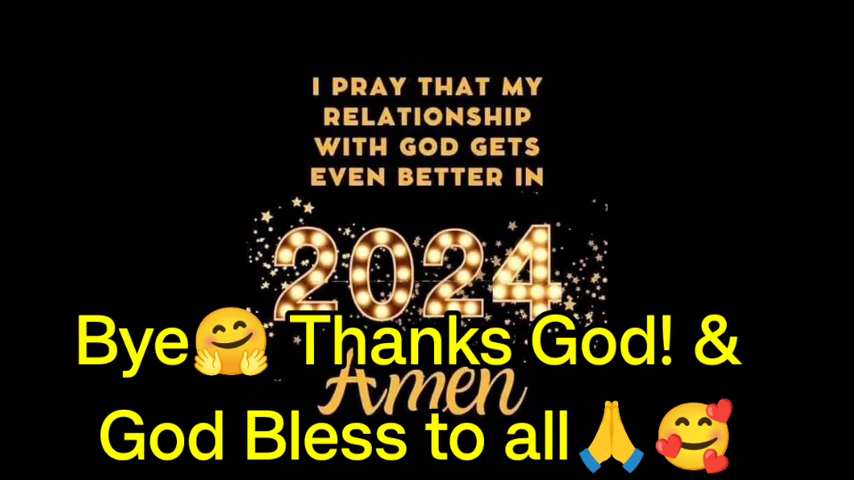 I PRAY THAT MY
RELATIONSHIP
WITH GOD GETS
EVEN BETTER IN
2024
Bye🤗 Thanks God! &
Amen
God Bless to all🙏🥰